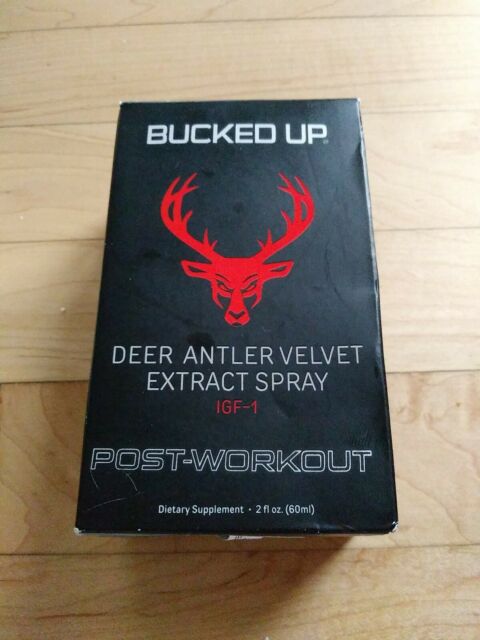 BUCKED UP
DEER ANTLER VELVET
EXTRACT SPRAY
IGF-1
POST-WORKOUT
Dietary Supplement • 2 fl oz. (60ml)